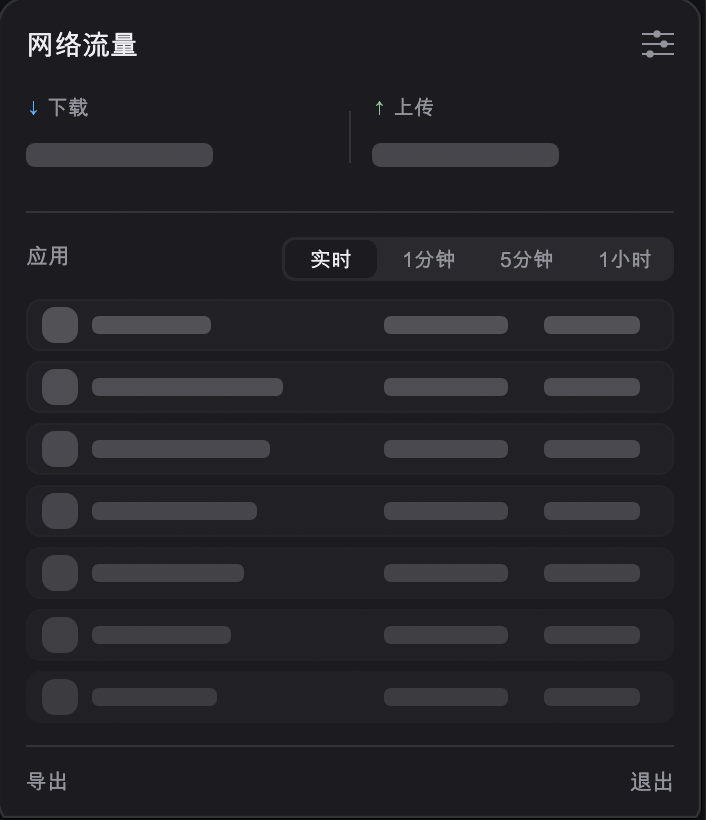 网络流量
↓ 下载
↑ 上传
应用
实时 1分钟 5分钟 1小时
导出
退出